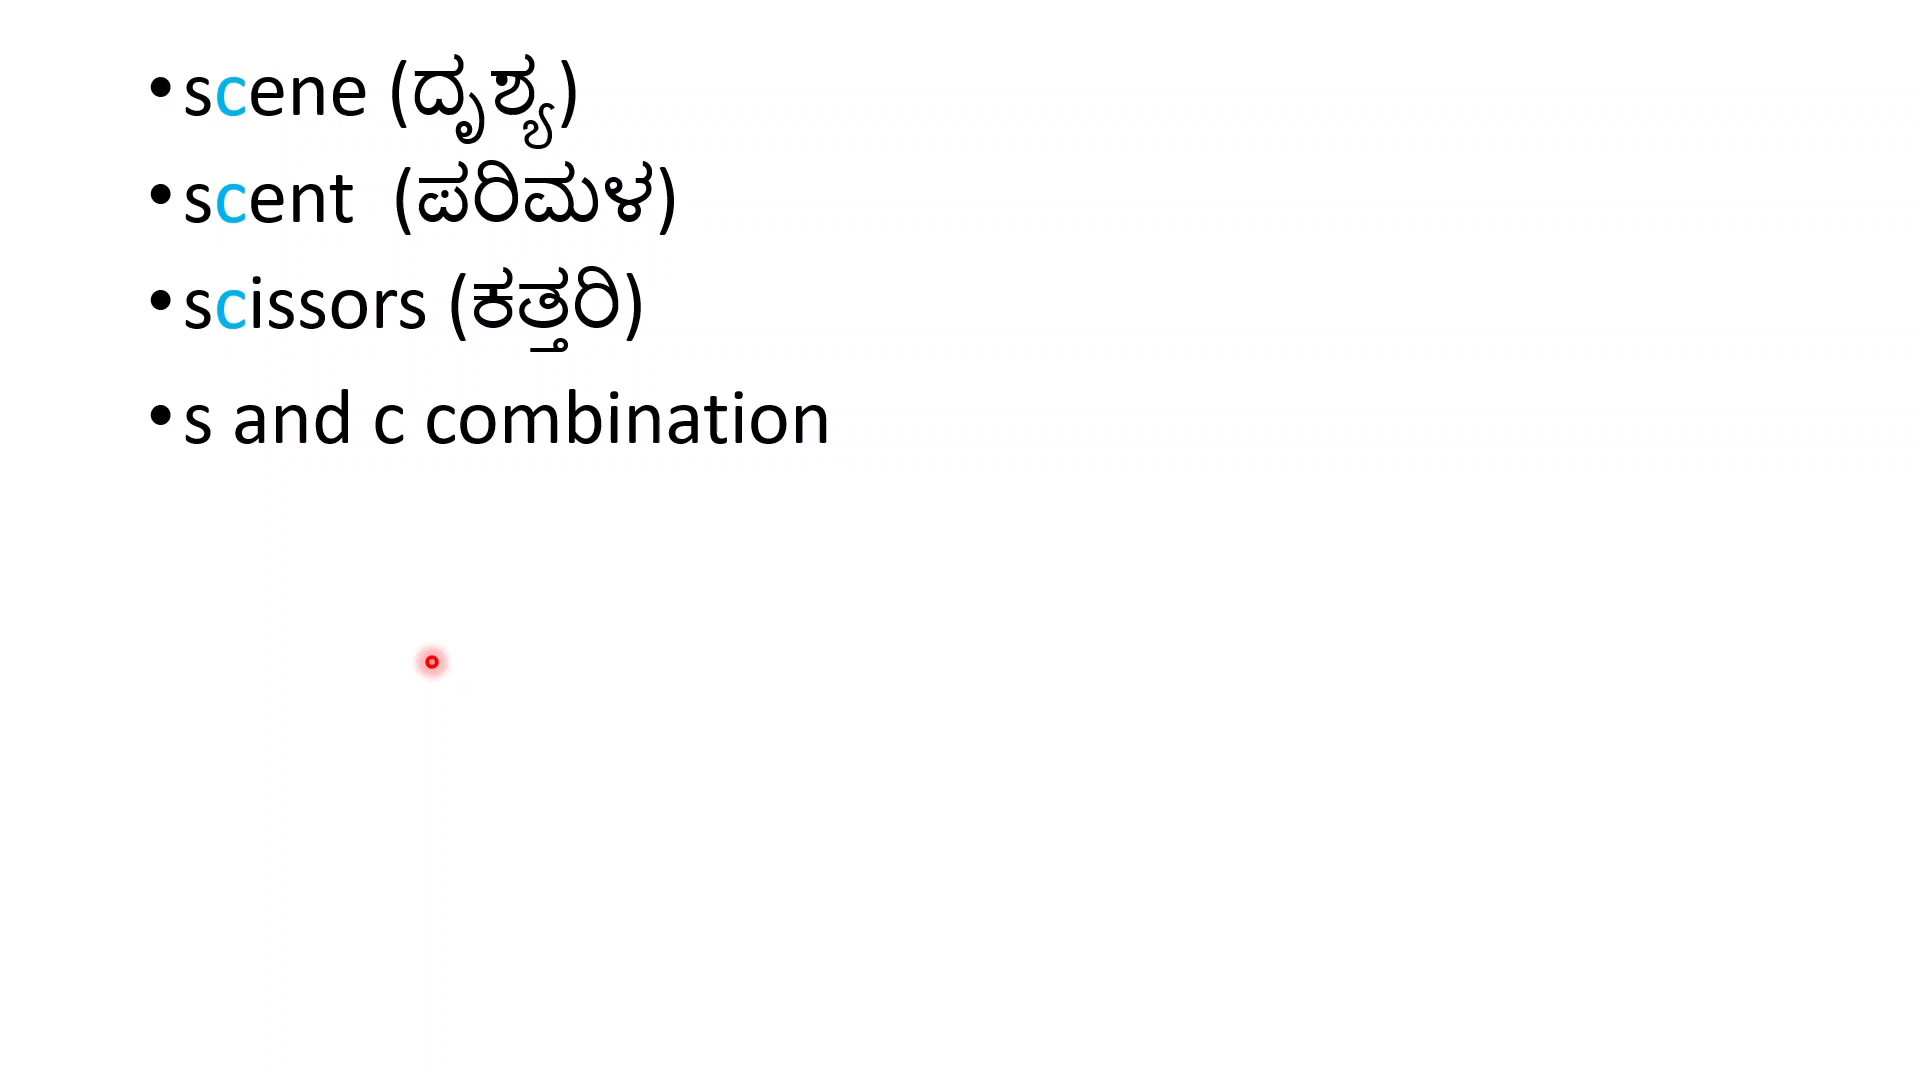 • scene (ದೃಶ್ಯ)
• scent (ಪರಿಮಳ)
• scissors (ಕತ್ತರಿ)
• s and c combination